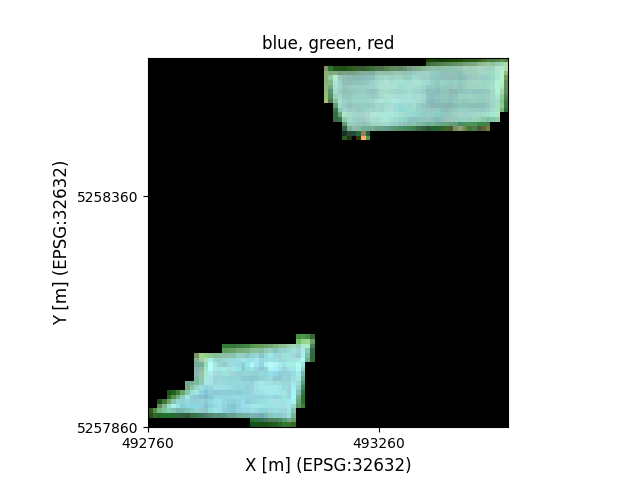 blue, green, red
Y [m] (EPSG:32632)
5258360
5257860
492760
493260
X [m] (EPSG:32632)